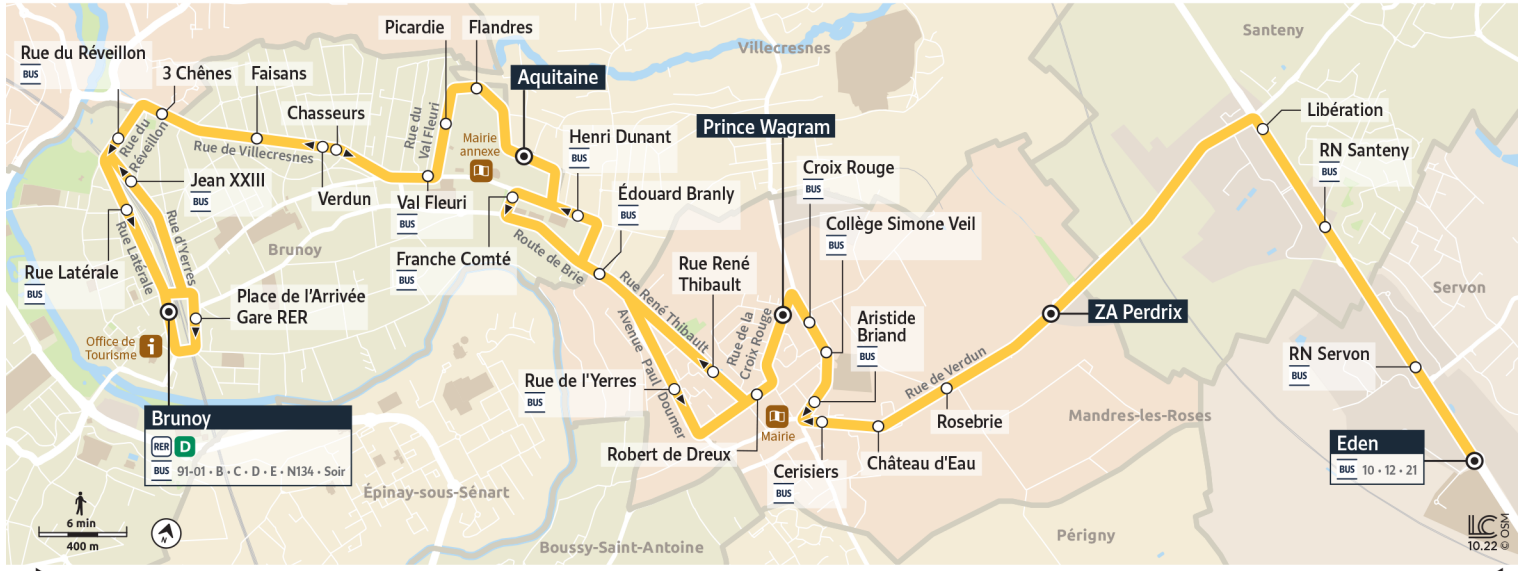 Picardie
Flandres
Rue du Réveillon
BUS
3 Chênes
Faisans
Aquitaine
Villecresnes
Santeny
Chasseurs
Rue du
Val Fleuri
Mairie
annexe
Henri Dunant
BUS
Prince Wagram
Libération
Rue du
Réveillon
Rue de Villecresnes
RN Santeny
BUS
Jean XXIII
BUS
Verdun
Val Fleuri
BUS
Édouard Branly
BUS
Croix Rouge
BUS
Collège Simone Veil
BUS
Rue Latérale
BUS
Rue Latérale
Rue d'Yerres
Brunoy
Franche Comté
BUS
Route de Brie
Rue René
Thibault
Servon
Place de l'Arrivée
Gare RER
Rue René Thibault
Avenue Paul Doumer
Rue de la
Croix Rouge
Aristide
Briand
BUS
ZA Perdrix
Office de
Tourisme
i
Rue de l'Yerres
BUS
Rue de Verdun
RN Servon
BUS
Brunoy
RER D
BUS 91-01 • B • C • D • E • N134 • Soir
Mairie
Rosebrie
Mandres-les-Roses
Robert de Dreux
Cerisiers
BUS
Château d'Eau
Eden
BUS 10 • 12 • 21
Épinay-sous-Sénart
6 min
400 m
N
Boussy-Saint-Antoine
Périgny
LC
10.22
© OSM